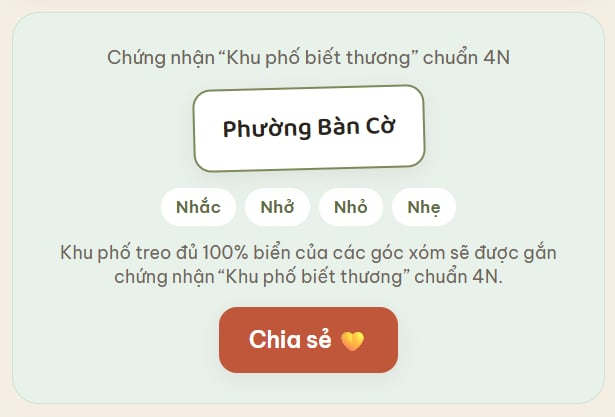 Chứng nhận “Khu phố biết thương” chuẩn 4N
Phường Bàn Cờ
Nhắc Nhở Nhỏ Nhẹ
Khu phố treo đủ 100% biển của các góc xóm sẽ được gắn
chứng nhận “Khu phố biết thương” chuẩn 4N.
Chia sẻ 💛